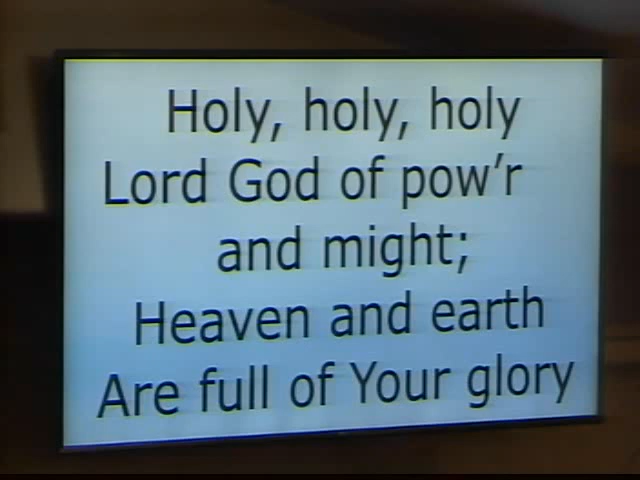 Holy, holy, holy
Lord God of pow'r
and might;
Heaven and earth
Are full of Your glory